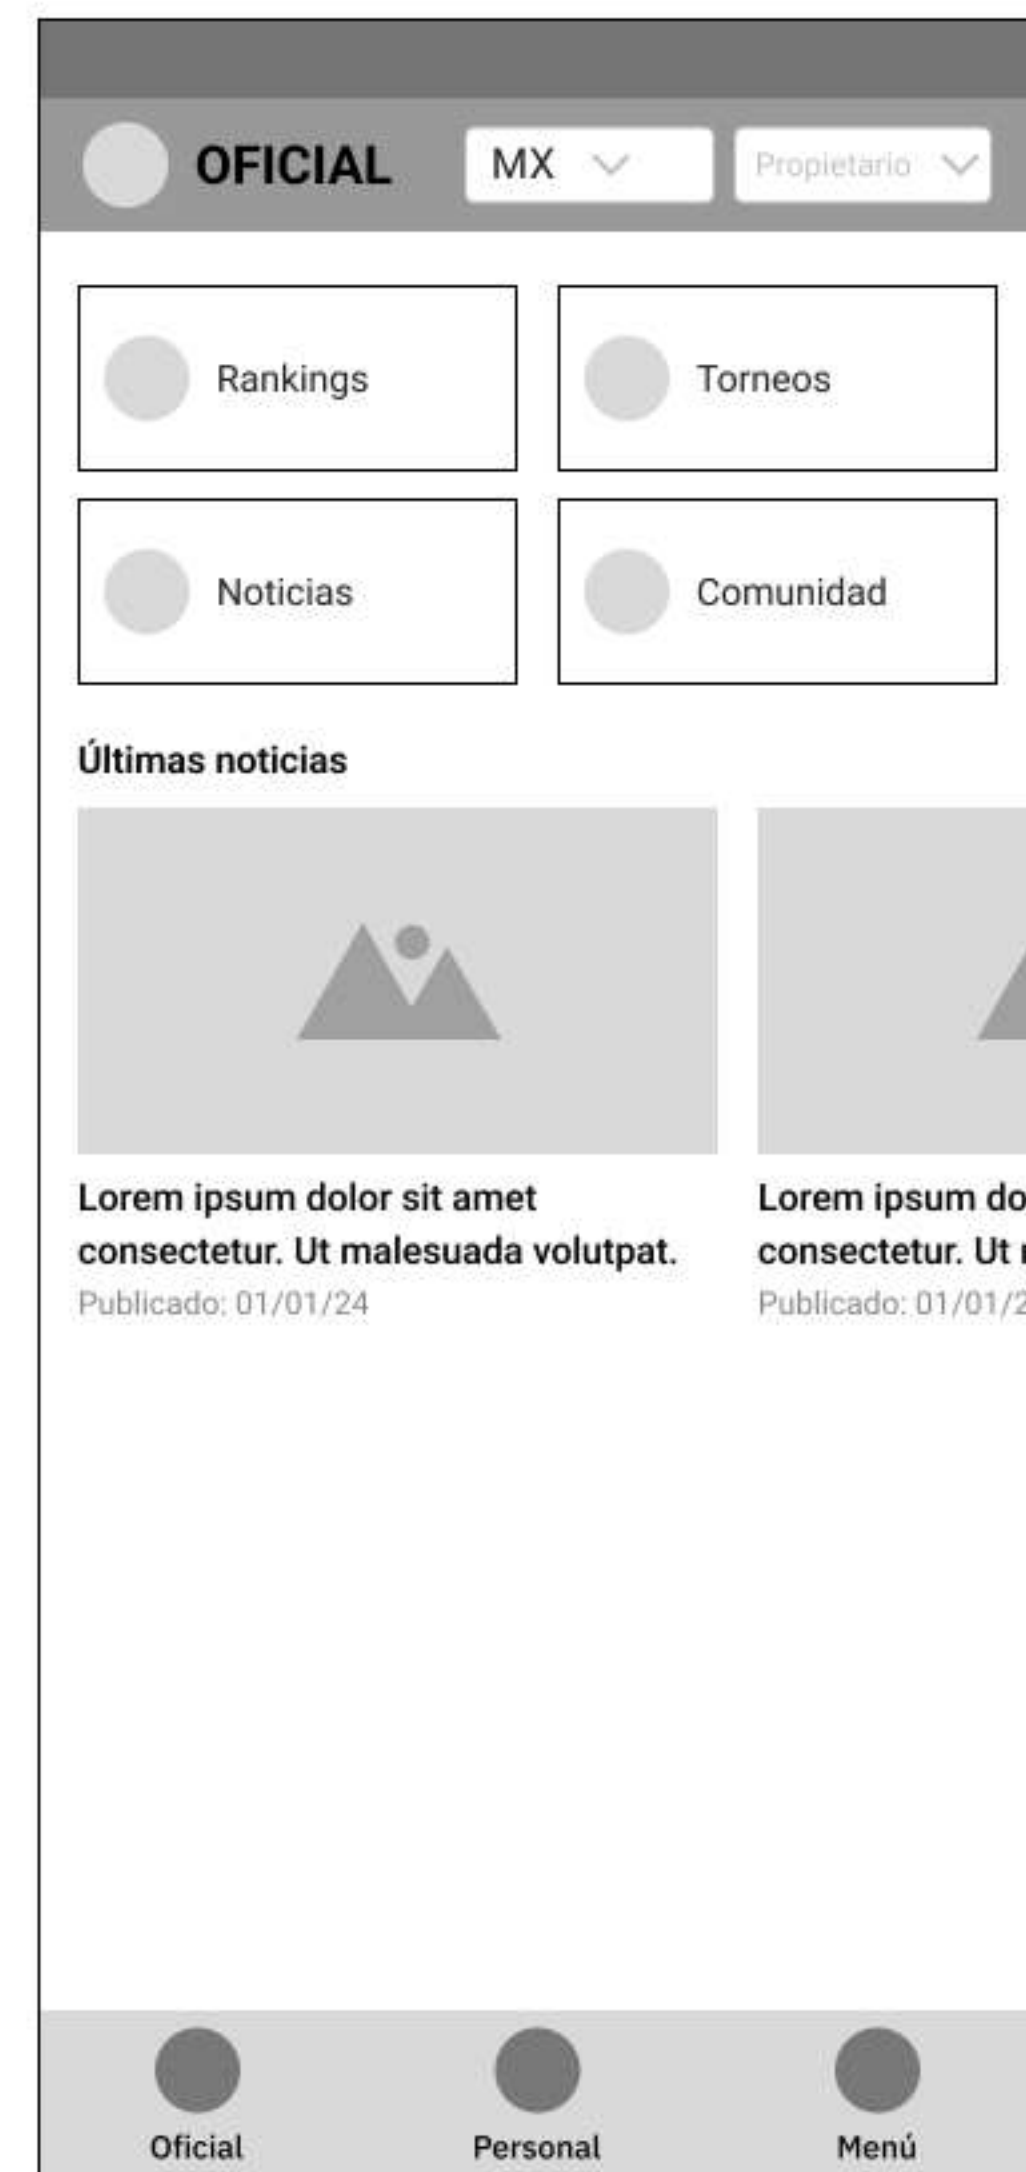 OFICIAL
MX
Propietario
Rankings
Torneos
Noticias
Comunidad
Últimas noticias
Lorem ipsum dolor sit amet
consectetur. Ut malesuada volutpat.
Publicado: 01/01/24
Lorem ipsum do
consectetur. Ut
Publicado: 01/01/2
Oficial
Personal
Menú